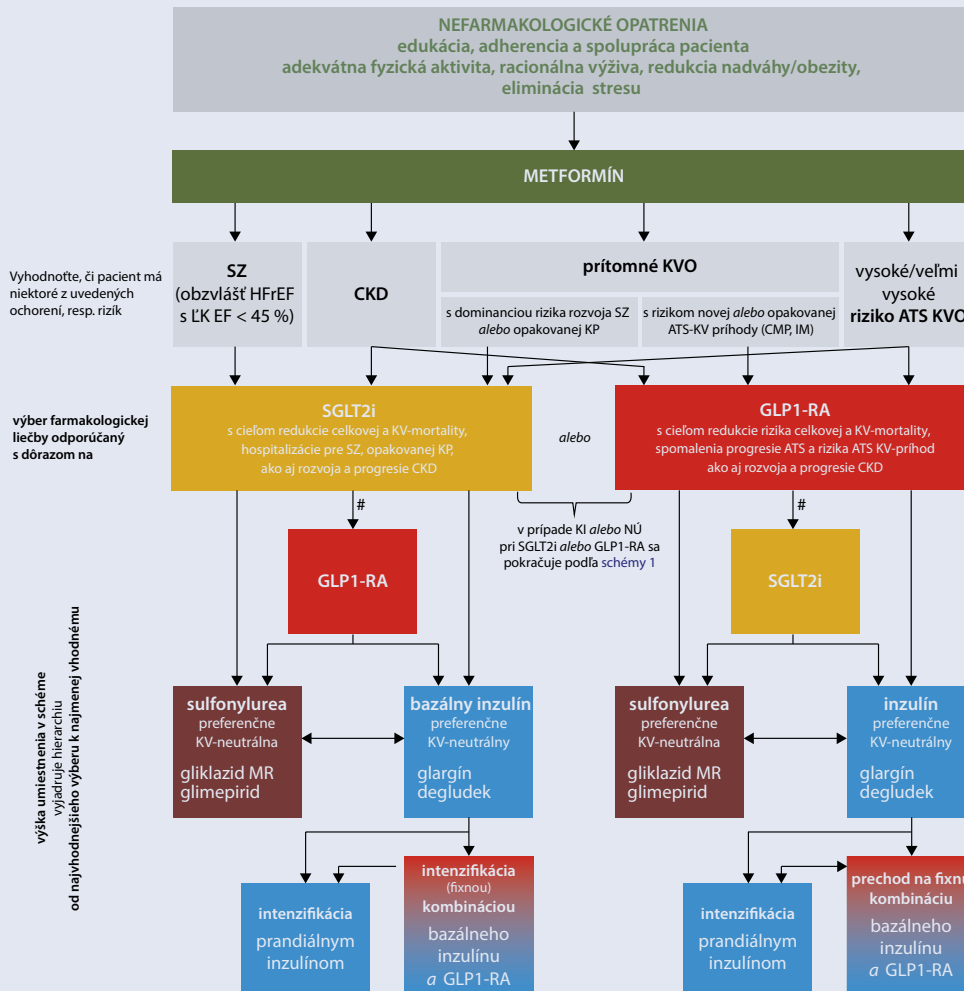 NEFARMAKOLOGICKÉ OPATRENIA
edukácia, adherencia a spolupráca pacienta
adekvátna fyzická aktivita, racionálna výživa, redukcia nadváhy/obezity,
eliminácia stresu
METFORMÍN
Vyhodnoťte, či pacient má
niektoré z uvedených
ochorení, resp. rizík
SZ
(obzvlášť HFrEF
s ĽK EF < 45 %)
CKD
prítomné KVO
s dominanciou rizika rozvoja SZ
alebo opakovanej KP
s rizikom novej alebo opakovanej
ATS-KV príhody (CMP, IM)
vysoké/veľmi
vysoké
riziko ATS KVO
výber farmakologickej
liečby odporúčaný
s dôrazom na
SGLT2i
s cieľom redukcie celkovej a KV-mortality,
hospitalizácie pre SZ, opakovanej KP,
ako aj rozvoja a progresie CKD
alebo
GLP1-RA
s cieľom redukcie rizika celkovej a KV-mortality,
spomalenia progresie ATS a rizika ATS KV-príhod
ako aj rozvoja a progresie CKD
#
v prípade KI alebo NÚ
pri SGLT2i alebo GLP1-RA sa
pokračuje podľa schémy 1
#
GLP1-RA
SGLT2i
výška umiestnenia v schéme
vyjadruje hierarchiu
od najvhodnejšieho výberu k najmenej vhodnému
sulfonylurea
preferenčne
KV-neutrálna
gliklazid MR
glimepirid
bazálny inzulín
preferenčne
KV-neutrálny
glargín
degludek
sulfonylurea
preferenčne
KV-neutrálna
gliklazid MR
glimepirid
inzulín
preferenčne
KV-neutrálny
glargín
degludek
intenzifikácia
prandiálnym
inzulínom
intenzifikácia
(fixnou)
kombináciou
bazálneho
inzulínu
a GLP1-RA
intenzifikácia
prandiálnym
inzulínom
prechod na fixnú
kombináciu
bazálneho
inzulínu
a GLP1-RA